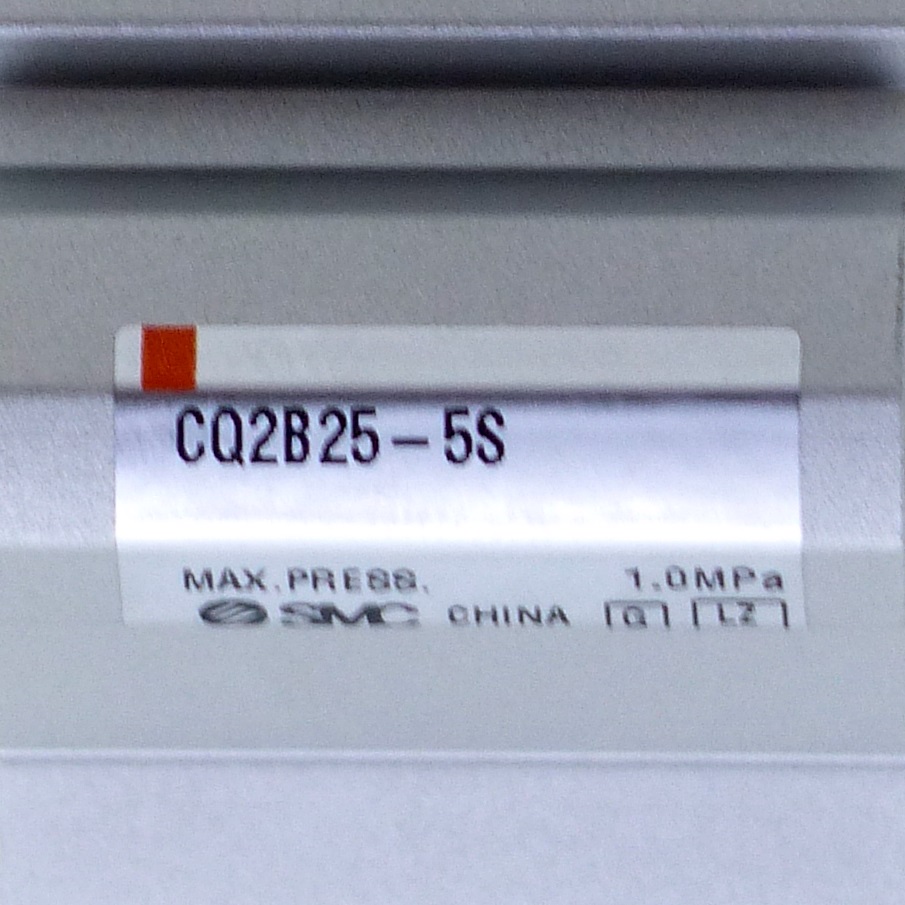 CQ2B25-5S
MAX.PRESS. 1.0MPa
SMC CHINA G LZ